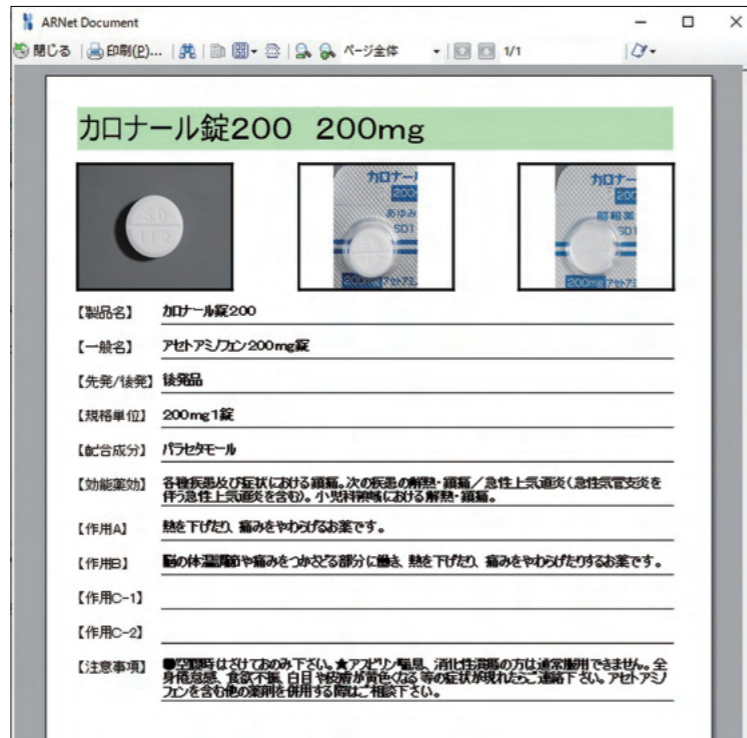 ARNet Document
閉じる 印刷(P)... ページ全体 1/1
カロナール錠200 200mg
SD
112
カロナール
200
あゆみ
SD1
200mg アセトアミ
カロナー
200
昭和薬
SD1
200mg アセトアミ
【製品名】 カロナール錠200
【一般名】 アセトアミノフェン200mg錠
【先発/後発】 後発品
【規格単位】 200mg1錠
【配合成分】 パラセタモール
【効能薬効】 各種疾患及び症状における鎮痛。次の疾患の解熱・鎮痛/急性上気道炎(急性気管支炎を
伴う急性上気道炎を含む)。小児科領域における解熱・鎮痛。
【作用A】 熱を下げたり、痛みをやわらげるお薬です。
【作用B】 脳の体温調節や痛みをつかさどる部分に働き、熱を下げたり、痛みをやわらげたりするお薬です。
【作用C-1】
【作用C-2】
【注意事項】 ●空腹時はさけておのみ下さい。★アスピリン喘息、消化性潰瘍の方は通常服用できません。全
身倦怠感、食欲不振、白目や皮膚が黄色くなる等の症状が現れたらご連絡下さい。アセトアミノ
フェンを含む他の薬剤を併用する際はご相談下さい。